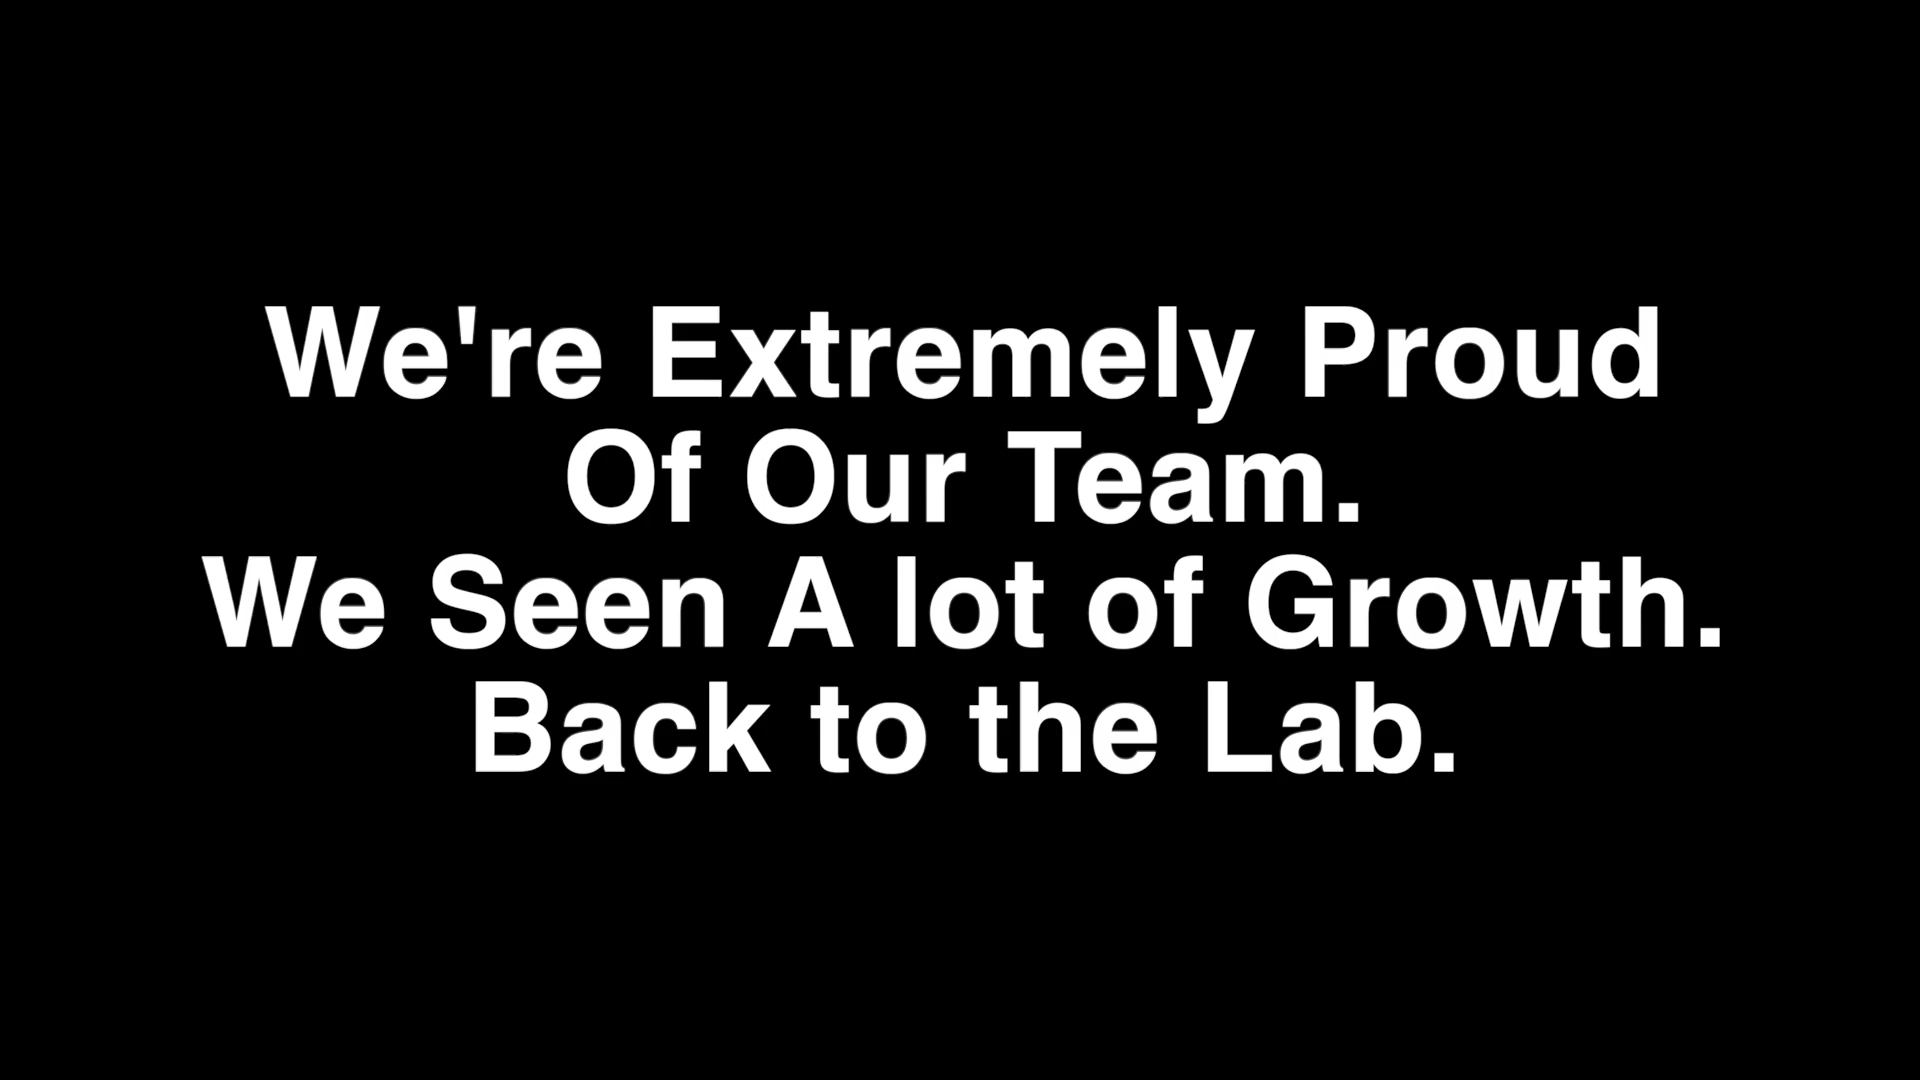 We're Extremely Proud
Of Our Team.
We Seen A lot of Growth.
Back to the Lab.